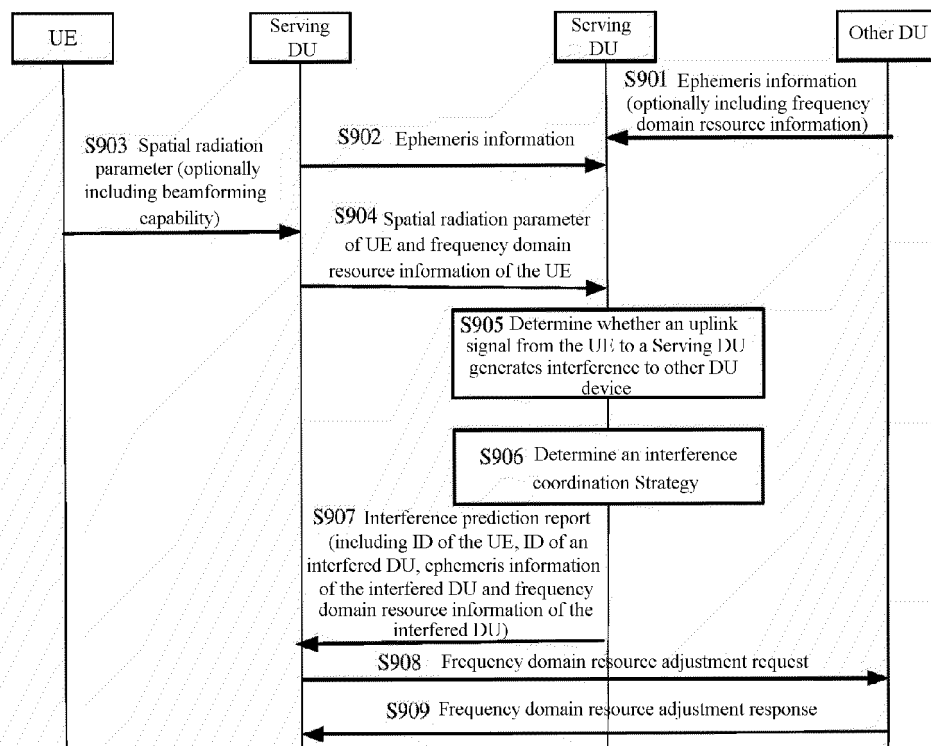 UE
Serving
DU
Serving
DU
Other DU
S901 Ephemeris information
(optionally including frequency
domain resource information)
S902 Ephemeris information
S903 Spatial radiation
parameter (optionally
including beamforming
capability)
S904 Spatial radiation parameter
of UE and frequency domain
resource information of the UE
S905 Determine whether an uplink
signal from the UE to a Serving DU
generates interference to other DU
device
S906 Determine an interference
coordination Strategy
S907 Interference prediction report
(including ID of the UE, ID of an
interfered DU, ephemeris information
of the interfered DU and frequency
domain resource information of the
interfered DU)
S908 Frequency domain resource adjustment request
S909 Frequency domain resource adjustment response